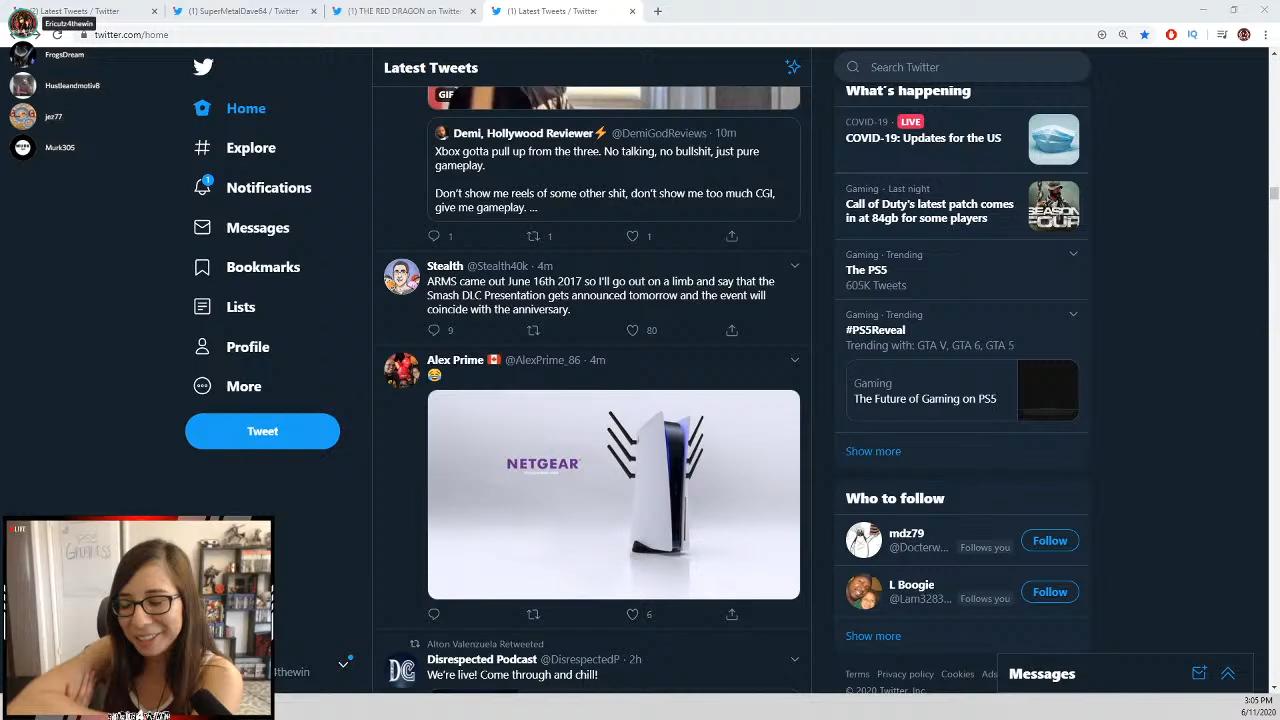 (2) Latest Tweets / Twitter
(1) SuperMetalDave64 / Twitter
(1) THE RED DRAGON on Twitter
(1) Latest Tweets / Twitter
twitter.com/home
Ericutz4thewin
FrogsDream
Hustleandmotiv8
jez77
Murk305
Home
Explore
1
Notifications
Messages
Bookmarks
Lists
Profile
More
Tweet
Latest Tweets
GIF
Demi, Hollywood Reviewer⚡ @DemiGodReviews · 10m
Xbox gotta pull up from the three. No talking, no bullshit, just pure
gameplay.
Don't show me reels of some other shit, don't show me too much CGI,
give me gameplay. ...
1 1 1
Stealth @Stealth40k · 4m
ARMS came out June 16th 2017 so I'll go out on a limb and say that the
Smash DLC Presentation gets announced tomorrow and the event will
coincide with the anniversary.
9 80
Alex Prime 🇨🇦 @AlexPrime_86 · 4m
😂
NETGEAR
6
Alton Valenzuela Retweeted
Disrespected Podcast @DisrespectedP · 2h
We're live! Come through and chill!
Search Twitter
What's happening
COVID-19 · LIVE
COVID-19: Updates for the US
Gaming · Last night
Call of Duty's latest patch comes
in at 84gb for some players
Gaming · Trending
The PS5
605K Tweets
Gaming · Trending
#PS5Reveal
Trending with: GTA V, GTA 6, GTA 5
Gaming
The Future of Gaming on PS5
Show more
Who to follow
mdz79
@Docterw... Follows you
Follow
L Boogie
@Lam3283... Follows you
Follow
Show more
Terms Privacy policy Cookies Ads
© 2020 Twitter, Inc.
Messages
LIVE
PS5
GREATNESS
4thewin
3:05 PM
6/11/2020